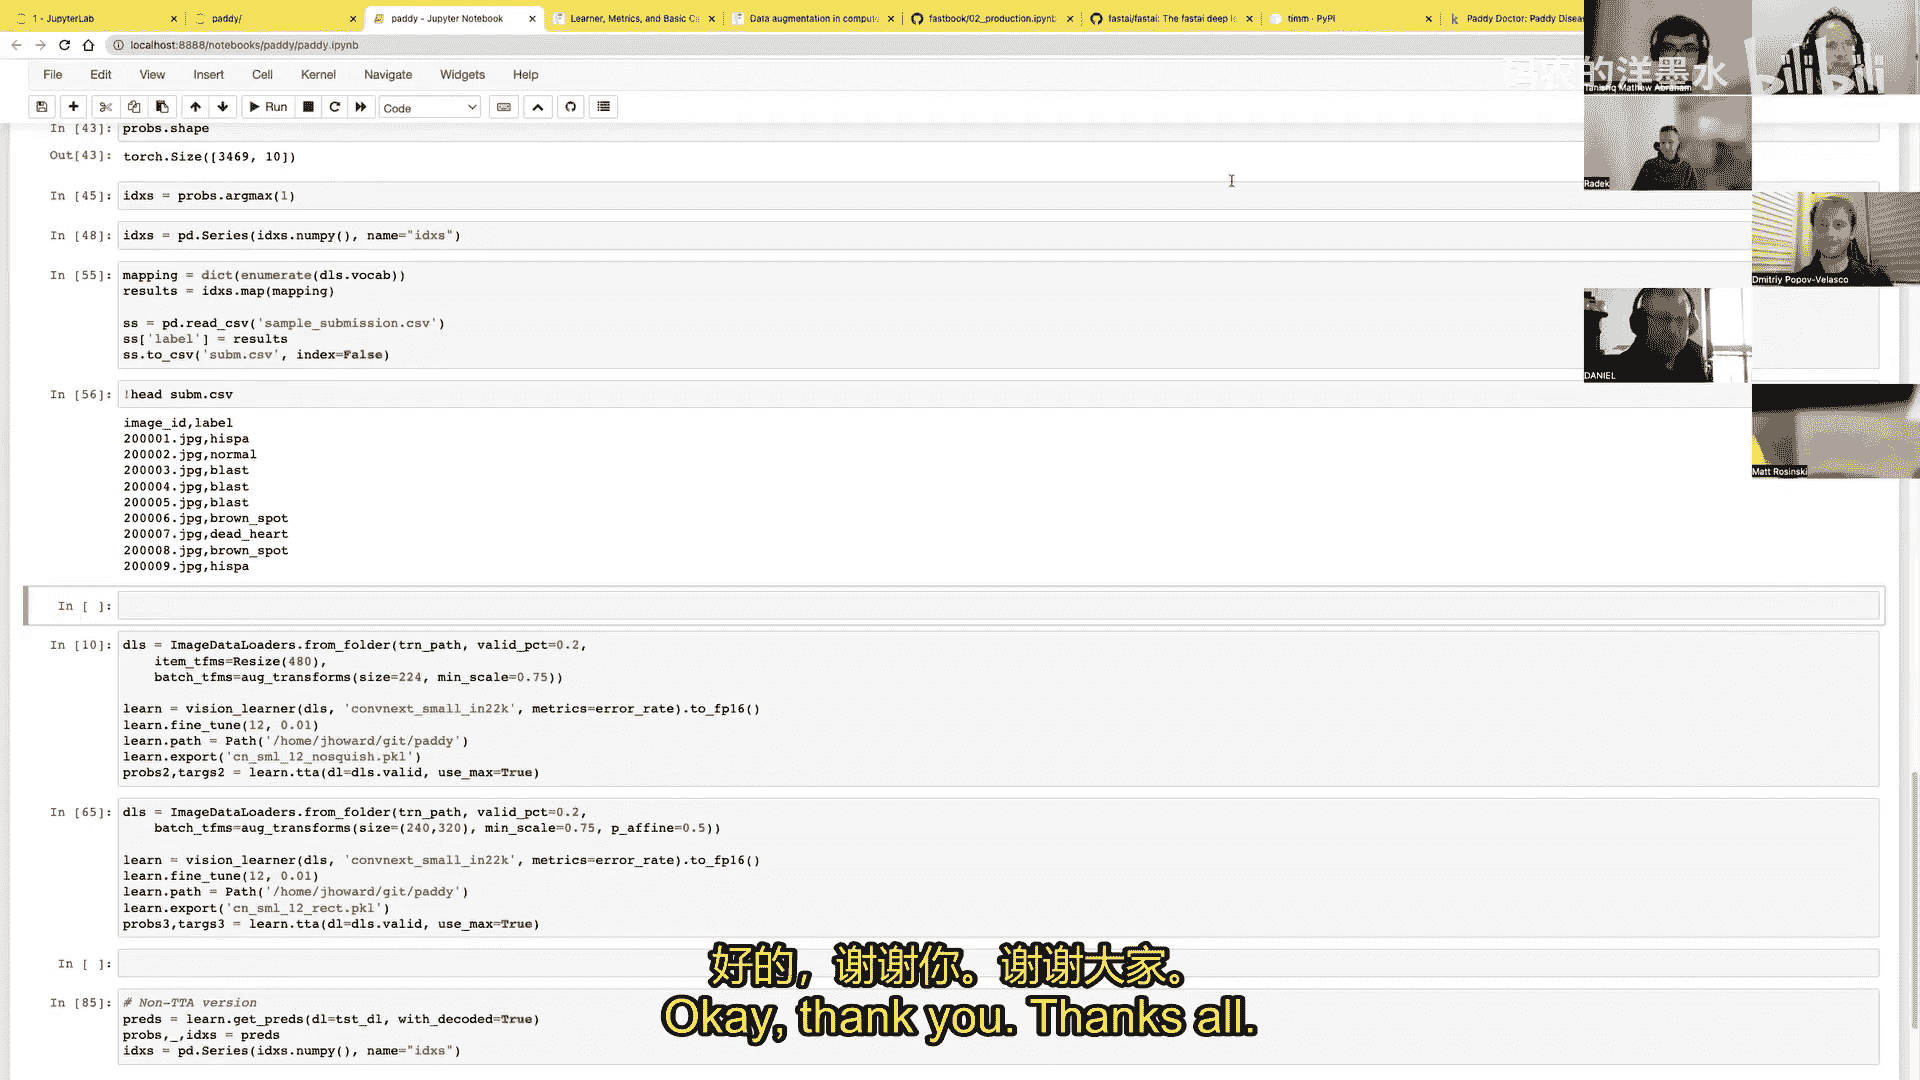 1 - JupyterLab
paddy/
paddy - Jupyter Notebook
Learner, Metrics, and Basic Ca
Data augmentation in compute
fastbook/02_production.ipynb
fastai/fastai: The fastai deep le
timm · PyPI
Paddy Doctor: Paddy Diseas
localhost:8888/notebooks/paddy/paddy.ipynb
File Edit View Insert Cell Kernel Navigate Widgets Help
Run
Code
的洋墨水 bilibili
Tanishq Mathew Abraham
Radek
Dmitriy Popov-Velasco
DANIEL
Matt Rosinski
In [43]: probs.shape
Out[43]: torch.Size([3469, 10])
In [45]: idxs = probs.argmax(1)
In [48]: idxs = pd.Series(idxs.numpy(), name="idxs")
In [55]: mapping = dict(enumerate(dls.vocab))
results = idxs.map(mapping)
ss = pd.read_csv('sample_submission.csv')
ss['label'] = results
ss.to_csv('subm.csv', index=False)
In [56]: !head subm.csv
image_id,label
200001.jpg,hispa
200002.jpg,normal
200003.jpg,blast
200004.jpg,blast
200005.jpg,blast
200006.jpg,brown_spot
200007.jpg,dead_heart
200008.jpg,brown_spot
200009.jpg,hispa
In [ ]:
In [10]: dls = ImageDataLoaders.from_folder(trn_path, valid_pct=0.2,
item_tfms=Resize(480),
batch_tfms=aug_transforms(size=224, min_scale=0.75))
learn = vision_learner(dls, 'convnext_small_in22k', metrics=error_rate).to_fp16()
learn.fine_tune(12, 0.01)
learn.path = Path('/home/jhoward/git/paddy')
learn.export('cn_sml_12_nosquish.pkl')
probs2,targs2 = learn.tta(dl=dls.valid, use_max=True)
In [65]: dls = ImageDataLoaders.from_folder(trn_path, valid_pct=0.2,
batch_tfms=aug_transforms(size=(240,320), min_scale=0.75, p_affine=0.5))
learn = vision_learner(dls, 'convnext_small_in22k', metrics=error_rate).to_fp16()
learn.fine_tune(12, 0.01)
learn.path = Path('/home/jhoward/git/paddy')
learn.export('cn_sml_12_rect.pkl')
probs3,targs3 = learn.tta(dl=dls.valid, use_max=True)
In [ ]:
In [85]: # Non-TTA version
preds = learn.get_preds(dl=tst_dl, with_decoded=True)
probs,_,idxs = preds
idxs = pd.Series(idxs.numpy(), name="idxs")
好的，谢谢你。谢谢大家。
Okay, thank you. Thanks all.